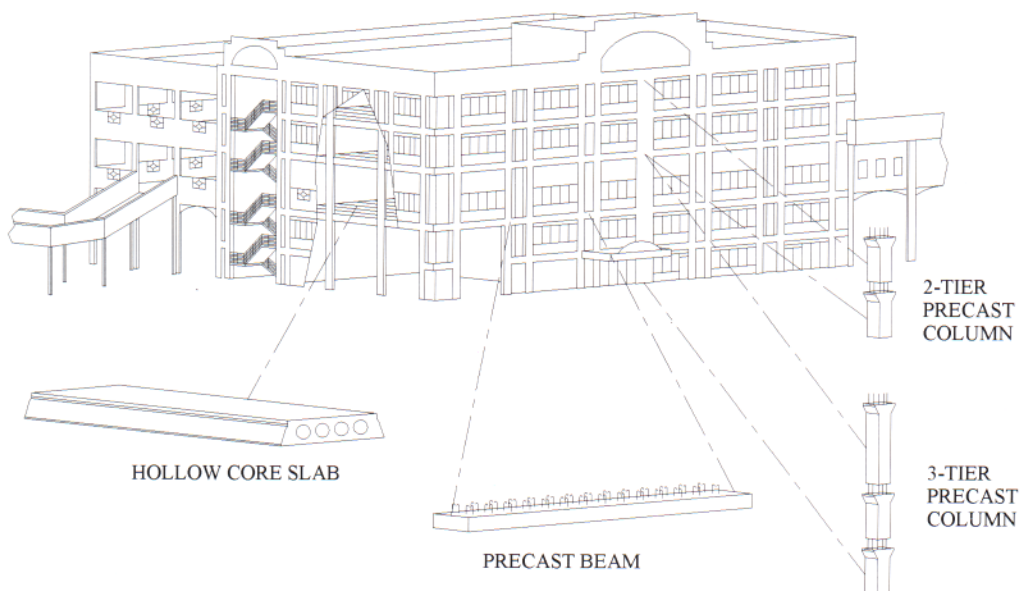 2-TIER
PRECAST
COLUMN
HOLLOW CORE SLAB
3-TIER
PRECAST
COLUMN
PRECAST BEAM